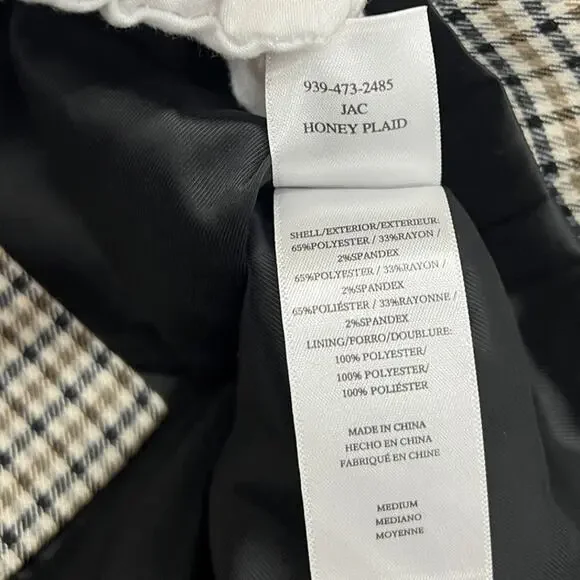 939-473-2485
JAC
HONEY PLAID
SHELL/EXTERIOR/EXTERIEUR:
65%POLYESTER / 33%RAYON /
2%SPANDEX
65%POLYESTER / 33%RAYON /
2%SPANDEX
65%POLIÉSTER / 33%RAYONNE /
2%SPANDEX
LINING/FORRO/DOUBLURE:
100% POLYESTER/
100% POLYESTER/
100% POLIÉSTER
MADE IN CHINA
HECHO EN CHINA
FABRIQUÉ EN CHINE
MEDIUM
MEDIANO
MOYENNE